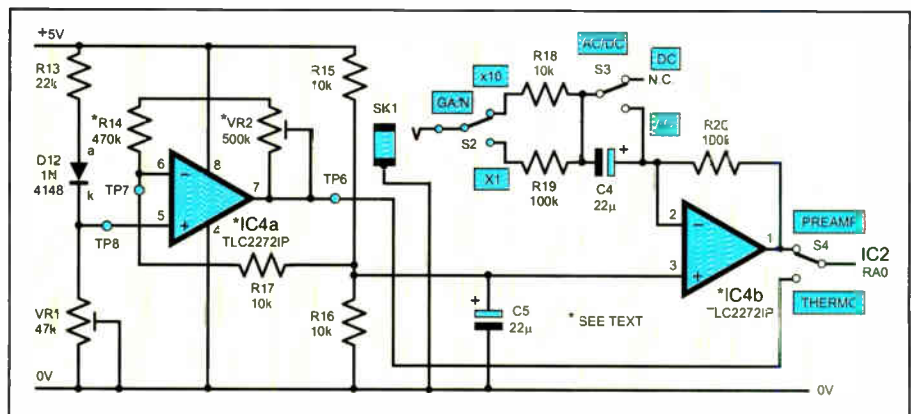 +5V
R13
22k
*R14
470k
*VR2
500k
R15
10k
SK1
GAIN
x10
S2
X1
R18
10k
R19
100k
AC/DC
S3
DC
N.C.
C4
22μ
+
R20
100k
D12
1N
4148
a
k
TP7
TP8
6
5
8
7
4
−
+
*IC4a
TLC2272IP
TP6
R17
10k
R16
10k
VR1
47k
+
C5
22μ
* SEE TEXT
2
3
1
−
+
*IC4b
TLC2272IP
PREAMP
S4
IC2
RA0
THERMO
0V
0V